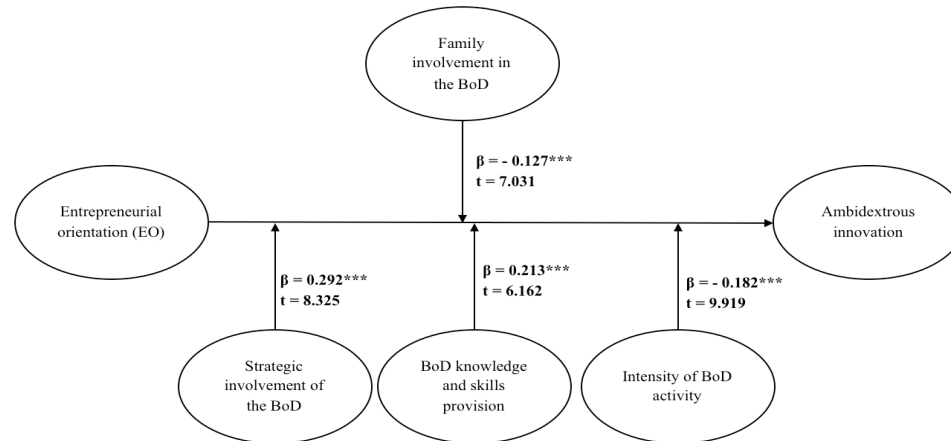 Family
involvement in
the BoD
β = - 0.127***
t = 7.031
Entrepreneurial
orientation (EO)
Ambidextrous
innovation
β = 0.292***
t = 8.325
β = 0.213***
t = 6.162
β = - 0.182***
t = 9.919
Strategic
involvement of
the BoD
BoD knowledge
and skills
provision
Intensity of BoD
activity